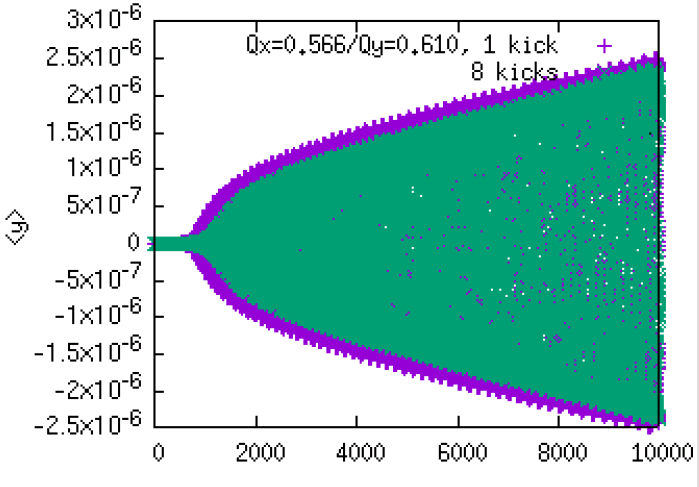 3x10-6
2.5x10-6
2x10-6
1.5x10-6
1x10-6
5x10-7
0
-5x10-7
-1x10-6
-1.5x10-6
-2x10-6
-2.5x10-6
<y>
Qx=0.566/Qy=0.610, 1 kick
8 kicks
0 2000 4000 6000 8000 10000